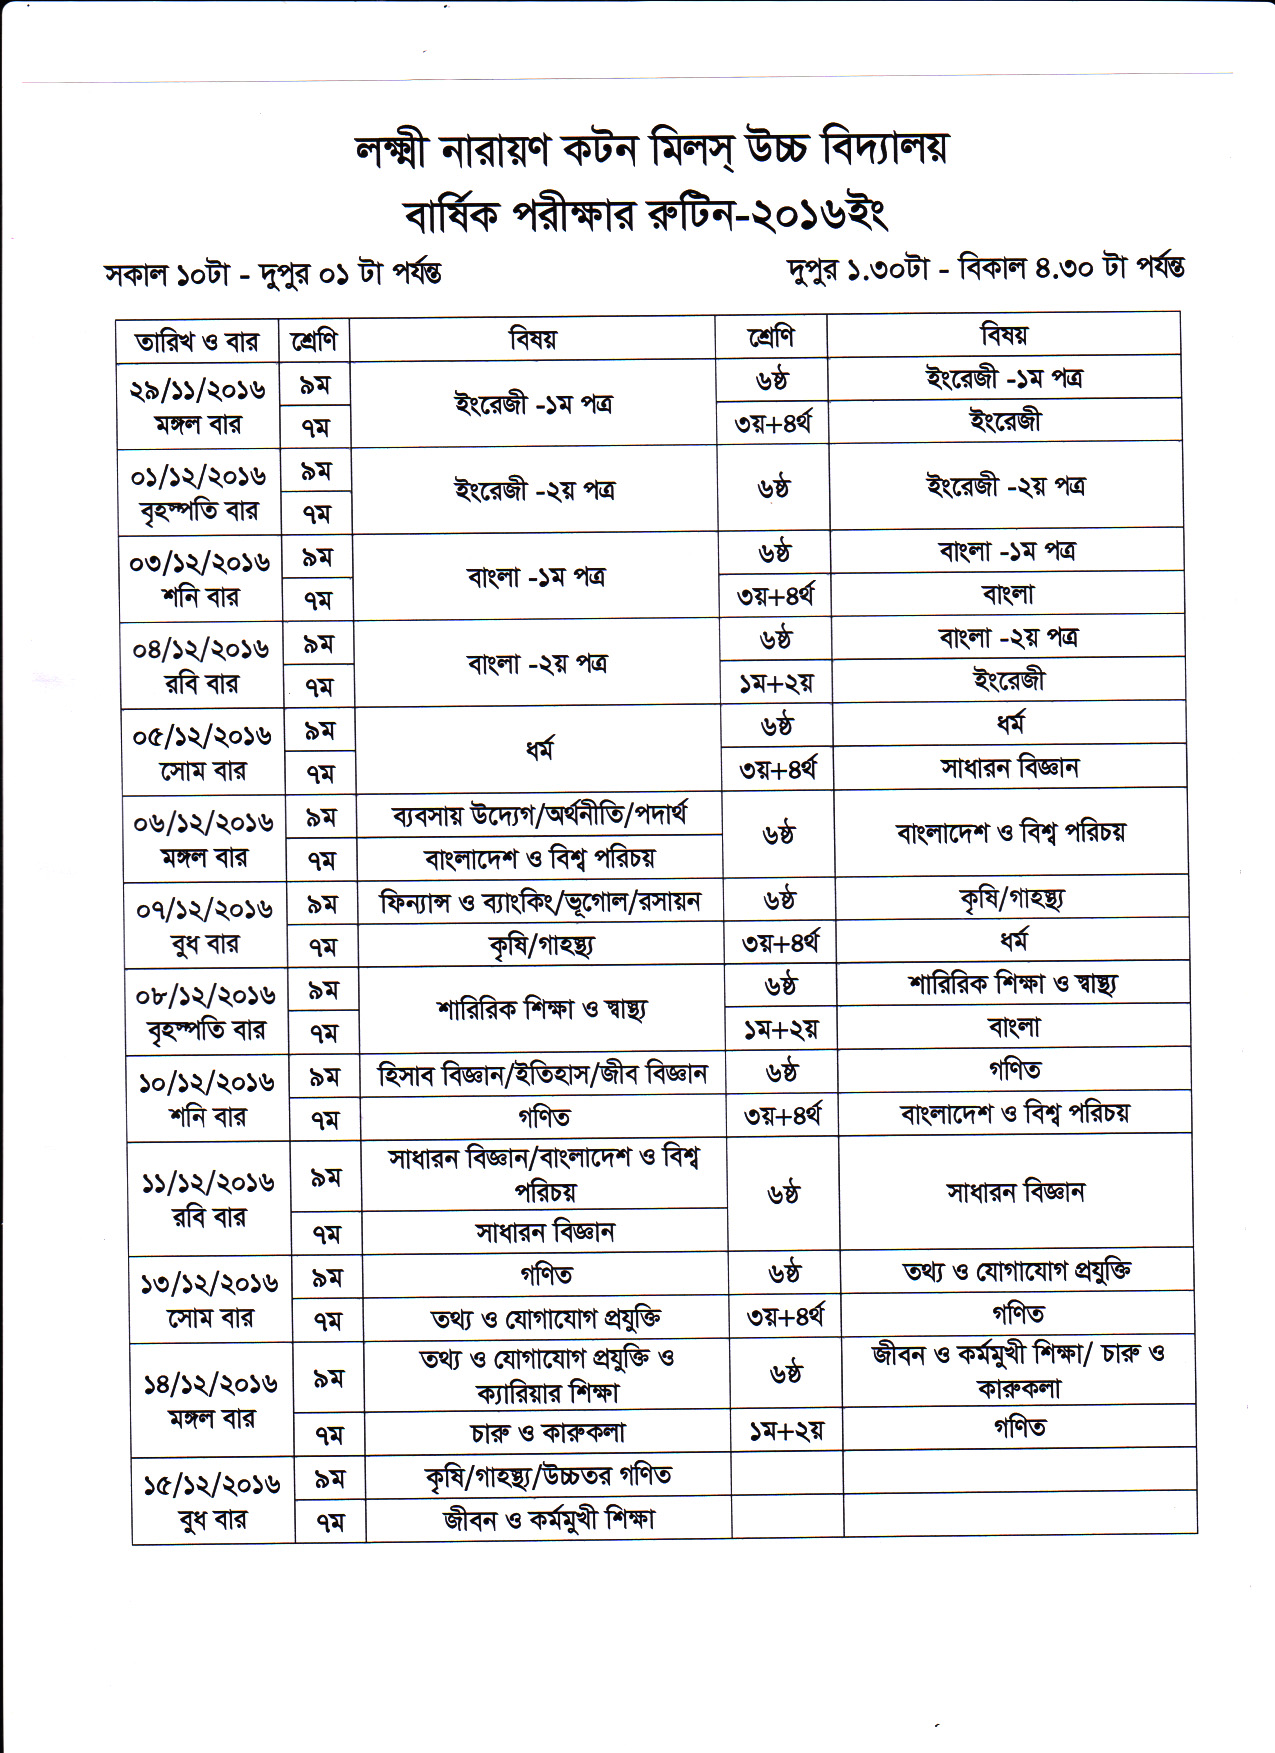 লক্ষ্মী নারায়ণ কটন মিলস্ উচ্চ বিদ্যালয়
বার্ষিক পরীক্ষার রুটিন-২০১৬ইং
সকাল ১০টা - দুপুর ০১ টা পর্যন্ত দুপুর ১.৩০টা - বিকাল ৪.৩০ টা পর্যন্ত
তারিখ ও বার শ্রেণি বিষয় শ্রেণি বিষয়
২৯/১১/২০১৬ মঙ্গল বার
৯ম ইংরেজী -১ম পত্র ৬ষ্ঠ ইংরেজী -১ম পত্র
৭ম ৩য়+৪র্থ ইংরেজী
০১/১২/২০১৬ বৃহস্পতি বার
৯ম ইংরেজী -২য় পত্র ৬ষ্ঠ ইংরেজী -২য় পত্র
৭ম
০৩/১২/২০১৬ শনি বার
৯ম বাংলা -১ম পত্র ৬ষ্ঠ বাংলা -১ম পত্র
৭ম ৩য়+৪র্থ বাংলা
০৪/১২/২০১৬ রবি বার
৯ম বাংলা -২য় পত্র ৬ষ্ঠ বাংলা -২য় পত্র
৭ম ১ম+২য় ইংরেজী
০৫/১২/২০১৬ সোম বার
৯ম ধর্ম ৬ষ্ঠ ধর্ম
৭ম ৩য়+৪র্থ সাধারন বিজ্ঞান
০৬/১২/২০১৬ মঙ্গল বার
৯ম ব্যবসায় উদ্যেগ/অর্থনীতি/পদার্থ ৬ষ্ঠ বাংলাদেশ ও বিশ্ব পরিচয়
৭ম বাংলাদেশ ও বিশ্ব পরিচয়
০৭/১২/২০১৬ বুধ বার
৯ম ফিন্যান্স ও ব্যাংকিং/ভূগোল/রসায়ন ৬ষ্ঠ কৃষি/গাহস্থ্য
৭ম কৃষি/গাহস্থ্য ৩য়+৪র্থ ধর্ম
০৮/১২/২০১৬ বৃহস্পতি বার
৯ম শারিরিক শিক্ষা ও স্বাস্থ্য ৬ষ্ঠ শারিরিক শিক্ষা ও স্বাস্থ্য
৭ম ১ম+২য় বাংলা
১০/১২/২০১৬ শনি বার
৯ম হিসাব বিজ্ঞান/ইতিহাস/জীব বিজ্ঞান ৬ষ্ঠ গণিত
৭ম গণিত ৩য়+৪র্থ বাংলাদেশ ও বিশ্ব পরিচয়
১১/১২/২০১৬ রবি বার
৯ম সাধারন বিজ্ঞান/বাংলাদেশ ও বিশ্ব
পরিচয় ৬ষ্ঠ সাধারন বিজ্ঞান
৭ম সাধারন বিজ্ঞান
১৩/১২/২০১৬ সোম বার
৯ম গণিত ৬ষ্ঠ তথ্য ও যোগাযোগ প্রযুক্তি
৭ম তথ্য ও যোগাযোগ প্রযুক্তি ৩য়+৪র্থ গণিত
১৪/১২/২০১৬ মঙ্গল বার
৯ম তথ্য ও যোগাযোগ প্রযুক্তি ও
ক্যারিয়ার শিক্ষা ৬ষ্ঠ জীবন ও কর্মমুখী শিক্ষা/ চারু ও
কারুকলা
৭ম চারু ও কারুকলা ১ম+২য় গণিত
১৫/১২/২০১৬ বুধ বার
৯ম কৃষি/গাহস্থ্য/উচ্চতর গণিত
৭ম জীবন ও কর্মমুখী শিক্ষা